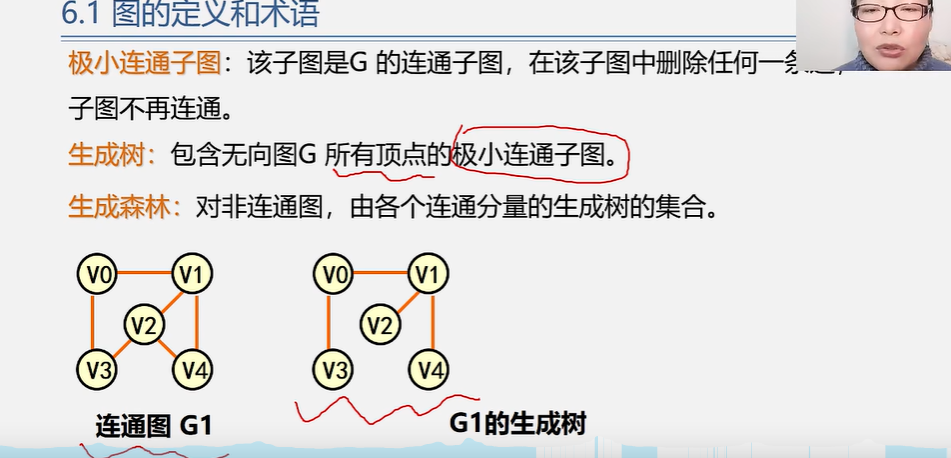 6.1 图的定义和术语
极小连通子图：该子图是G 的连通子图，在该子图中删除任何一条
子图不再连通。
生成树：包含无向图G 所有顶点的极小连通子图。
生成森林：对非连通图，由各个连通分量的生成树的集合。
V0 V1 V0 V1
V2 V2
V3 V4 V3 V4
连通图 G1 G1的生成树